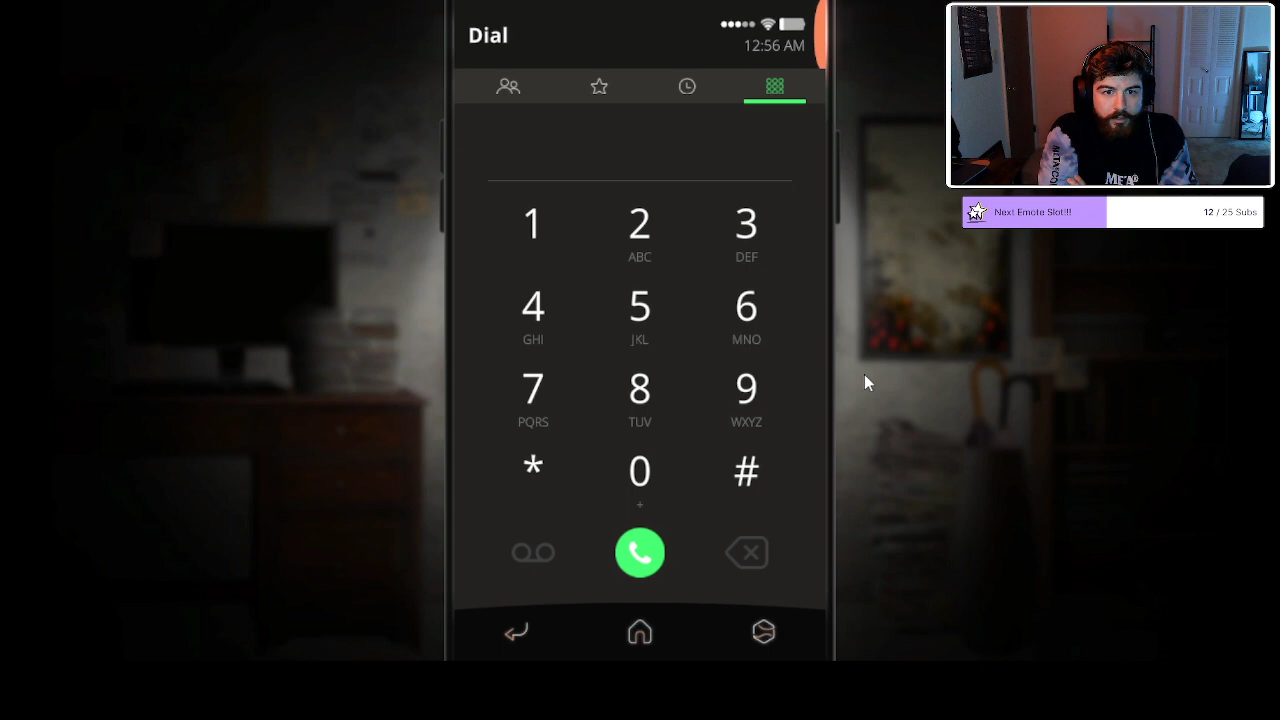 Dial
12:56 AM
1
2
3
ABC
DEF
4
5
6
GHI
JKL
MNO
7
8
9
PQRS
TUV
WXYZ
*
0
#
+
Next Emote Slot!!!
12 / 25 Subs